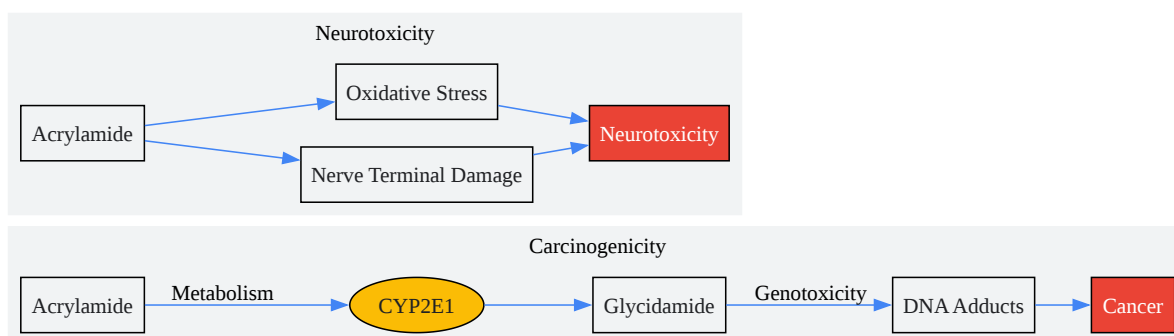 Neurotoxicity
Oxidative Stress
Acrylamide
Neurotoxicity
Nerve Terminal Damage
Carcinogenicity
Acrylamide
Metabolism
CYP2E1
Glycidamide
Genotoxicity
DNA Adducts
Cancer